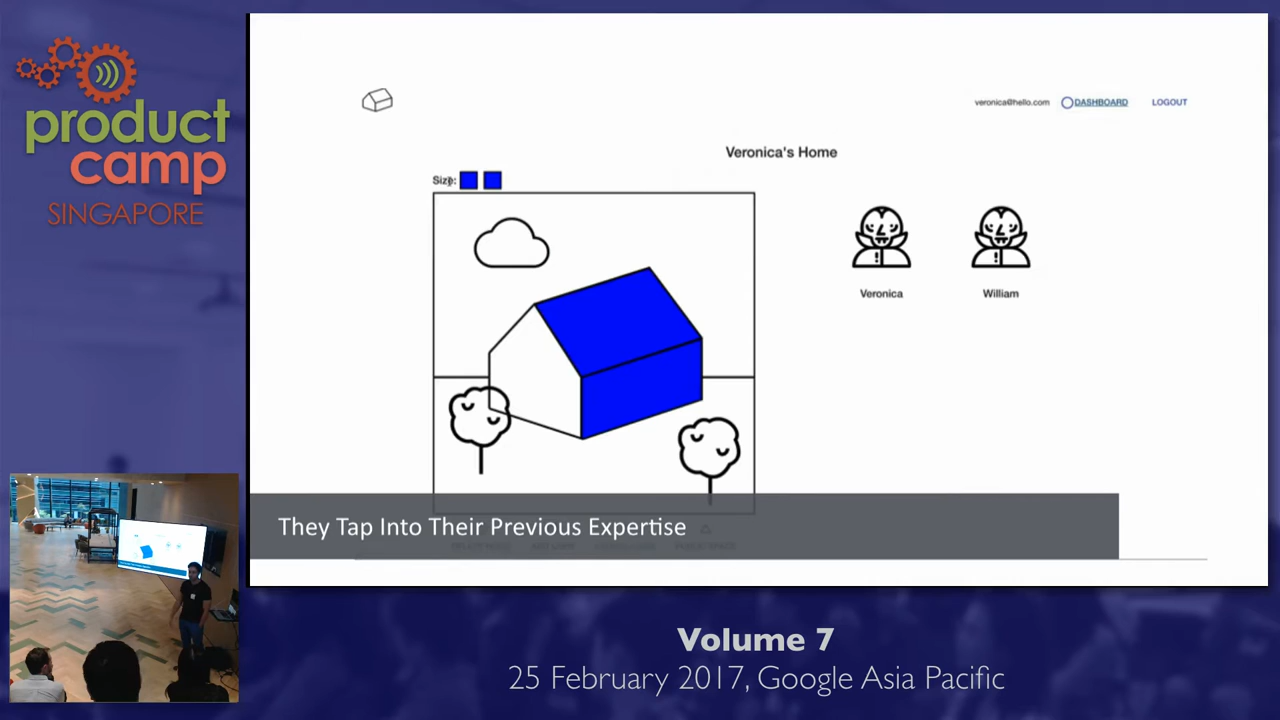 product
camp
SINGAPORE
veronica@hello.com DASHBOARD LOGOUT
Veronica's Home
Size:
Veronica
William
They Tap Into Their Previous Expertise
Volume 7
25 February 2017, Google Asia Pacific